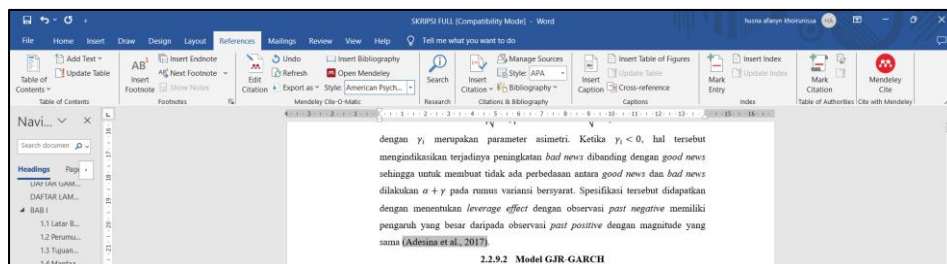 SKRIPSI FULL [Compatibility Mode] - Word
husna afanyn khoirunissa
HA
File Home Insert Draw Design Layout References Mailings Review View Help Tell me what you want to do
Table of Contents
Add Text
Update Table
Table of Contents
AB1
Insert Footnote
Insert Endnote
Next Footnote
Show Notes
Footnotes
Edit Citation
Undo
Refresh
Export as
Insert Bibliography
Open Mendeley
Style: American Psych...
Mendeley Cite-O-Matic
Search
Research
Insert Citation
Manage Sources
Style: APA
Bibliography
Citations & Bibliography
Insert Caption
Insert Table of Figures
Update Table
Cross-reference
Captions
Mark Entry
Insert Index
Update Index
Index
Mark Citation
Table of Authorities
Mendeley Cite
Cite with Mendeley
Navi...
Search documen
Headings Page
DAFTAR GAM...
DAFTAR LAM...
BAB I
1.1 Latar B...
1.2 Perumu...
1.3 Tujuan...
1.4 Manfaa...
dengan γi merupakan parameter asimetri. Ketika γi < 0, hal tersebut
mengindikasikan terjadinya peningkatan bad news dibanding dengan good news
sehingga untuk membuat tidak ada perbedaaan antara good news dan bad news
dilakukan α + γ pada rumus variansi bersyarat. Spesifikasi tersebut didapatkan
dengan menentukan leverage effect dengan observasi past negative memiliki
pengaruh yang besar daripada observasi past positive dengan magnitude yang
sama (Adesina et al., 2017).
2.2.9.2 Model GJR-GARCH